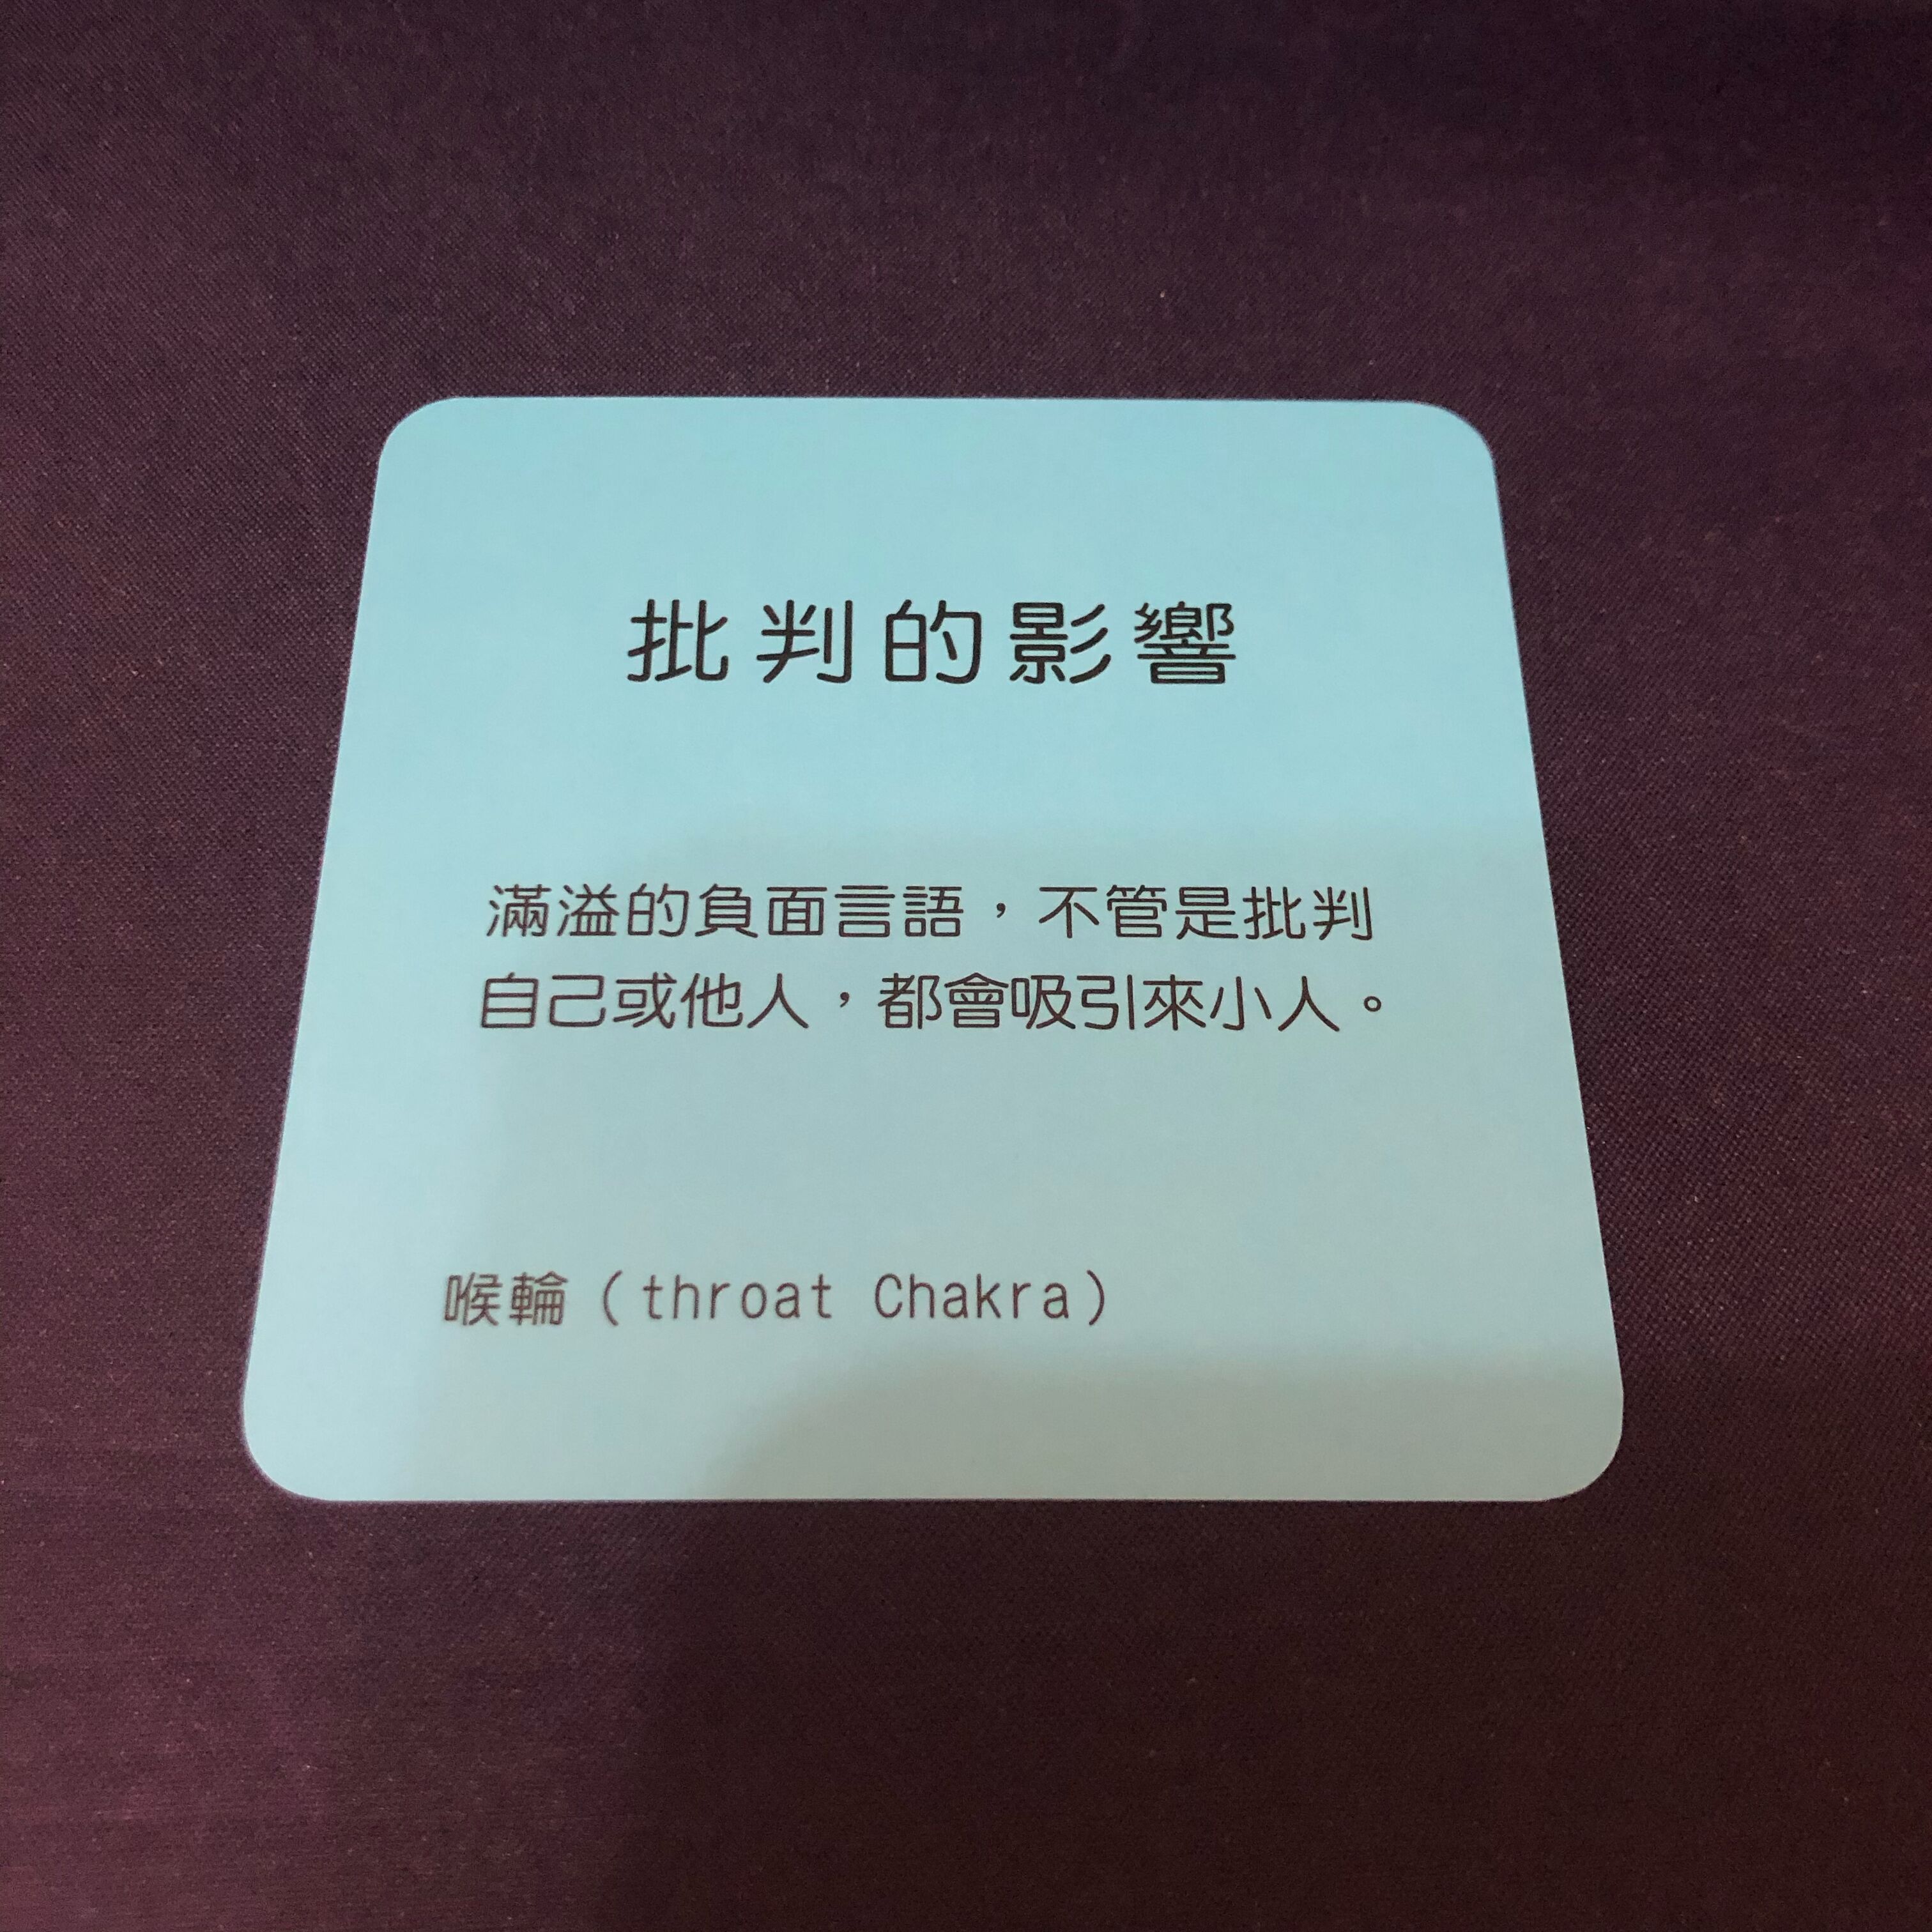 批判的影響
滿溢的負面言語，不管是批判
自己或他人，都會吸引來小人。
喉輪（throat Chakra）